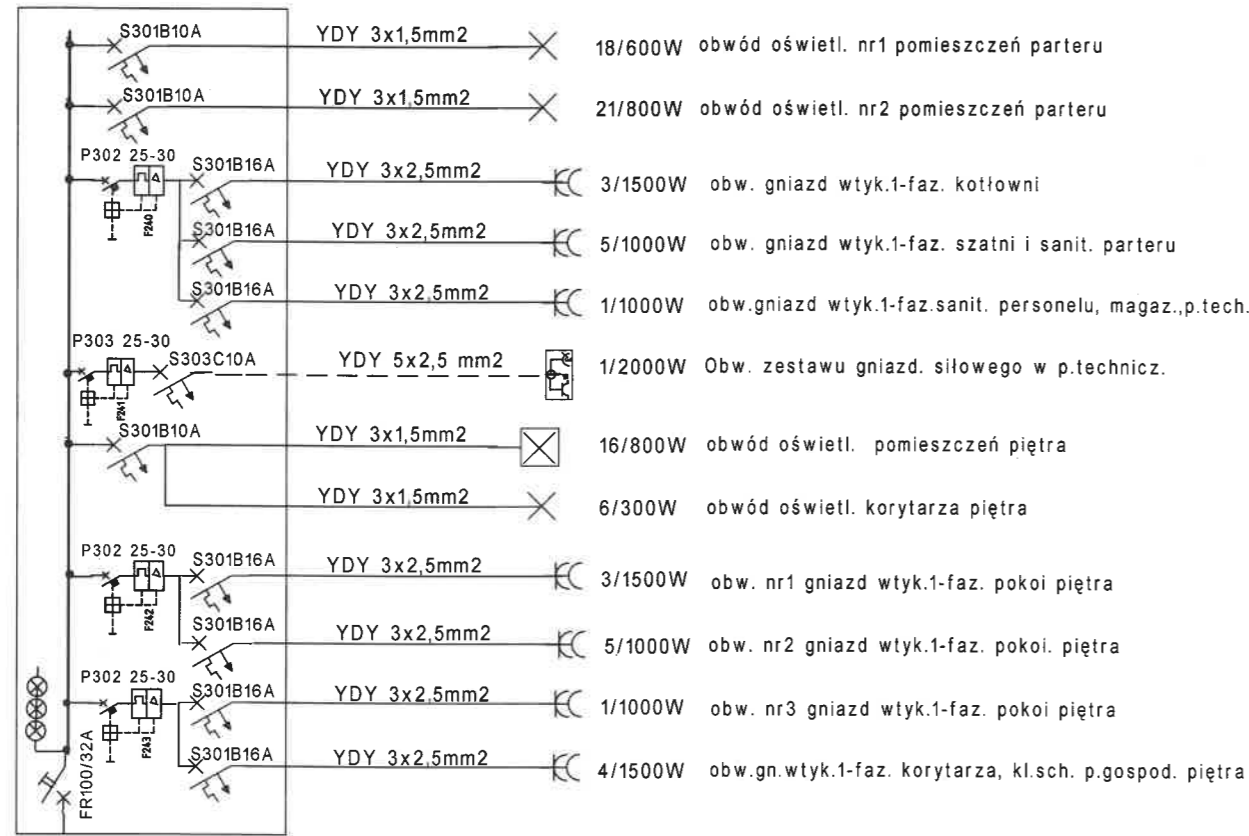 S301B10A YDY 3x1,5mm2 18/600W obwód oświetl. nr1 pomieszczeń parteru
S301B10A YDY 3x1,5mm2 21/800W obwód oświetl. nr2 pomieszczeń parteru
P302 25-30 F240 S301B16A YDY 3x2,5mm2 3/1500W obw. gniazd wtyk.1-faz. kotłowni
S301B16A YDY 3x2,5mm2 5/1000W obw. gniazd wtyk.1-faz. szatni i sanit. parteru
S301B16A YDY 3x2,5mm2 1/1000W obw.gniazd wtyk.1-faz.sanit. personelu, magaz.,p.tech.
P303 25-30 F241 S303C10A YDY 5x2,5 mm2 1/2000W Obw. zestawu gniazd. siłowego w p.technicz.
S301B10A YDY 3x1,5mm2 16/800W obwód oświetl. pomieszczeń piętra
YDY 3x1,5mm2 6/300W obwód oświetl. korytarza piętra
P302 25-30 F242 S301B16A YDY 3x2,5mm2 3/1500W obw. nr1 gniazd wtyk.1-faz. pokoi piętra
S301B16A YDY 3x2,5mm2 5/1000W obw. nr2 gniazd wtyk.1-faz. pokoi. piętra
P302 25-30 F243 S301B16A YDY 3x2,5mm2 1/1000W obw. nr3 gniazd wtyk.1-faz. pokoi piętra
S301B16A YDY 3x2,5mm2 4/1500W obw.gn.wtyk.1-faz. korytarza, kl.sch. p.gospod. piętra
FR100/32A